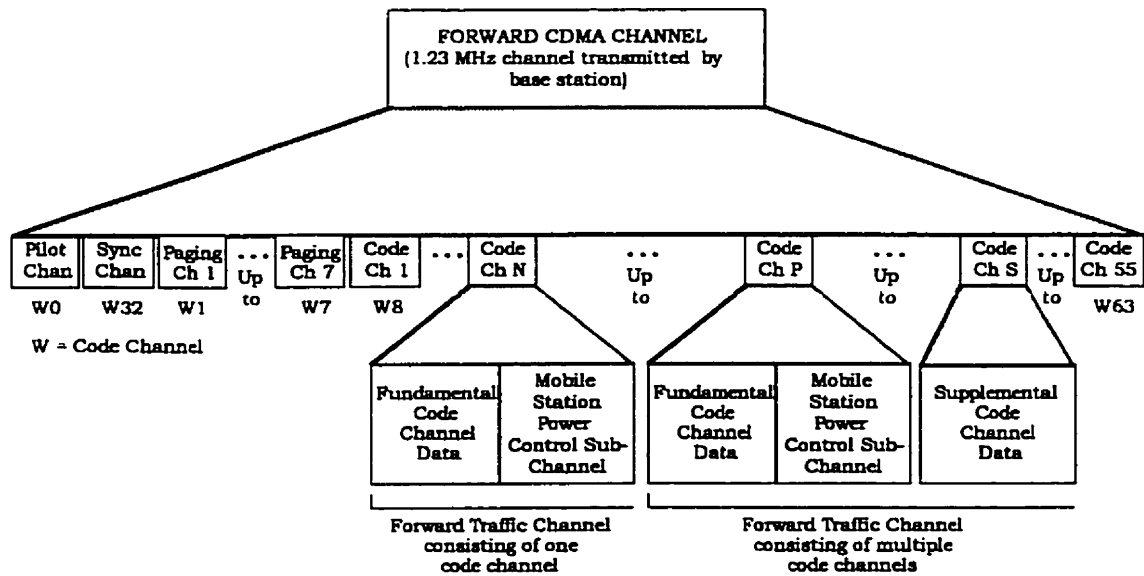 FORWARD CDMA CHANNEL
(1.23 MHz channel transmitted by
base station)
Pilot
Chan
Sync
Chan
Paging
Ch 1
...
Up
to
Paging
Ch 7
Code
Ch 1
...
Code
Ch N
...
Up
to
Code
Ch P
...
Up
to
Code
Ch S
...
Up
to
Code
Ch 55
W0
W32
W1
W7
W8
W63
W = Code Channel
Fundamental
Code
Channel
Data
Mobile
Station
Power
Control Sub-
Channel
Fundamental
Code
Channel
Data
Mobile
Station
Power
Control Sub-
Channel
Supplemental
Code
Channel
Data
Forward Traffic Channel
consisting of one
code channel
Forward Traffic Channel
consisting of multiple
code channels